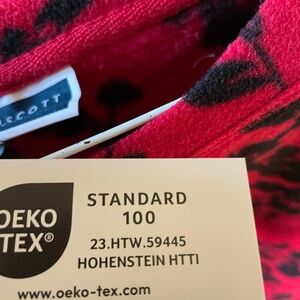 SCOTT
OEKO
TEX®
STANDARD
100
23.HTW.59445
HOHENSTEIN HTTI
www.oeko-tex.com